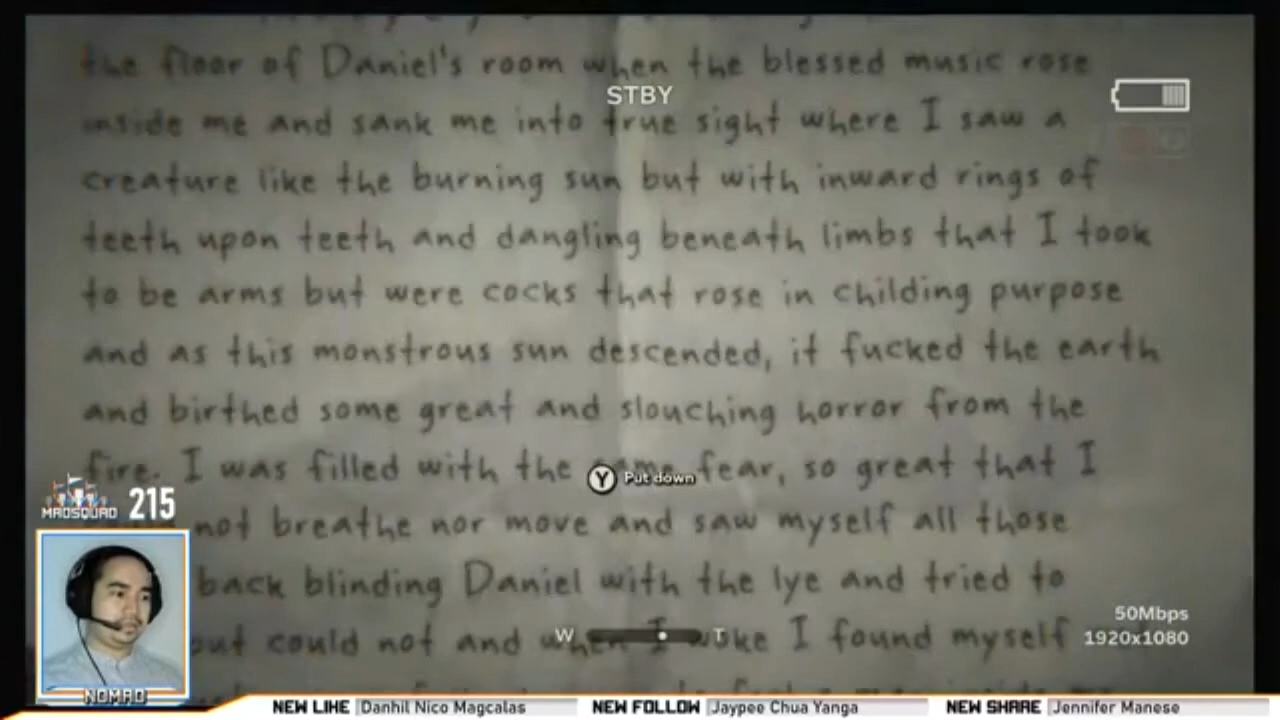 the floor of Daniel's room when the blessed music rose
STBY
inside me and sank me into true sight where I saw a
creature like the burning sun but with inward rings of
teeth upon teeth and dangling beneath limbs that I took
to be arms but were cocks that rose in childing purpose
and as this monstrous sun descended, it fucked the earth
and birthed some great and slouching horror from the
fire. I was filled with the fear, so great that I
Y Put down
MADSQUAD 215
not breathe nor move and saw myself all those
back blinding Daniel with the lye and tried to
50Mbps
W T
but could not and when I woke I found myself
1920x1080
NOMAD
NEW LIKE Danhil Nico Magcalas NEW FOLLOW Jaypee Chua Yanga NEW SHARE Jennifer Manese